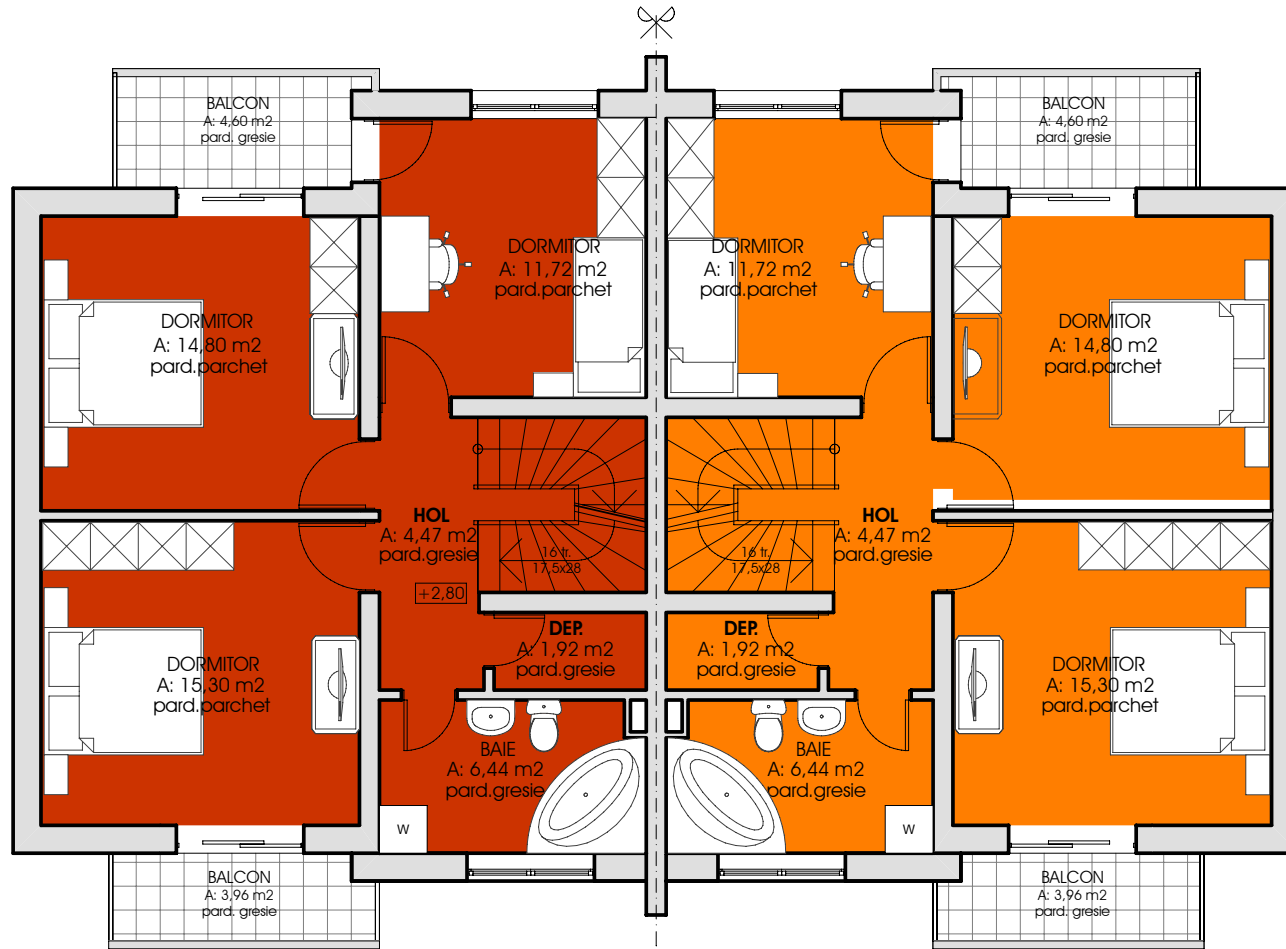 BALCON
A: 4,60 m2
pard. gresie
BALCON
A: 4,60 m2
pard. gresie
DORMITOR
A: 11,72 m2
pard.parchet
DORMITOR
A: 11,72 m2
pard.parchet
DORMITOR
A: 14,80 m2
pard.parchet
DORMITOR
A: 14,80 m2
pard.parchet
HOL
A: 4,47 m2
pard.gresie
+2,80
16 tr.
17,5x28
16 tr.
17,5x28
HOL
A: 4,47 m2
pard.gresie
DEP.
A: 1,92 m2
pard.gresie
DEP.
A: 1,92 m2
pard.gresie
DORMITOR
A: 15,30 m2
pard.parchet
DORMITOR
A: 15,30 m2
pard.parchet
BAIE
A: 6,44 m2
pard.gresie
BAIE
A: 6,44 m2
pard.gresie
W
W
BALCON
A: 3,96 m2
pard. gresie
BALCON
A: 3,96 m2
pard. gresie